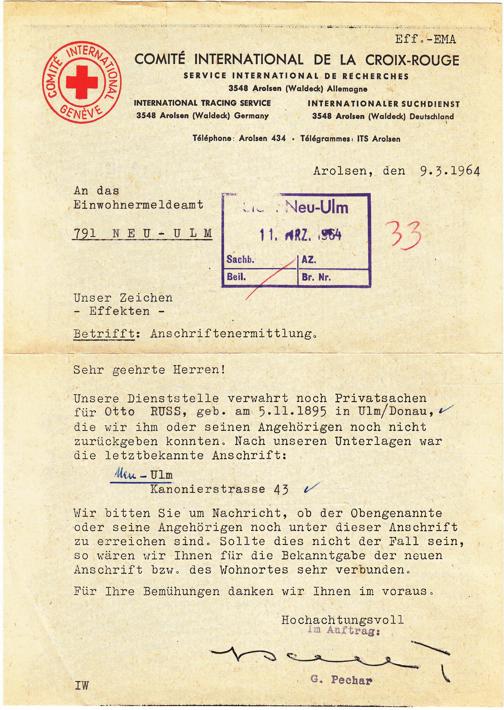 Eff.-EMA
COMITÉ INTERNATIONAL GENÈVE
COMITÉ INTERNATIONAL DE LA CROIX-ROUGE
SERVICE INTERNATIONAL DE RECHERCHES
3548 Arolsen (Waldeck) Allemagne
INTERNATIONAL TRACING SERVICE INTERNATIONALER SUCHDIENST
3548 Arolsen (Waldeck) Germany 3548 Arolsen (Waldeck) Deutschland
Téléphone: Arolsen 434 • Télégrammes: ITS Arolsen
Arolsen, den 9.3.1964
An das
Einwohnermeldeamt
791 NEU-ULM
Neu-Ulm
11. MRZ. 1964
Sachb. AZ.
Beil. Br. Nr.
33
Unser Zeichen
- Effekten -
Betrifft: Anschriftenermittlung.
Sehr geehrte Herren!
Unsere Dienststelle verwahrt noch Privatsachen
für Otto RUSS, geb. am 5.11.1895 in Ulm/Donau,
die wir ihm oder seinen Angehörigen noch nicht
zurückgeben konnten. Nach unseren Unterlagen war
die letztbekannte Anschrift:
Neu-Ulm
Kanonierstrasse 43
Wir bitten Sie um Nachricht, ob der Obengenannte
oder seine Angehörigen noch unter dieser Anschrift
zu erreichen sind. Sollte dies nicht der Fall sein,
so wären wir Ihnen für die Bekanntgabe der neuen
Anschrift bzw. des Wohnortes sehr verbunden.
Für Ihre Bemühungen danken wir Ihnen im voraus.
Hochachtungsvoll
Im Auftrag:
G. Pechar
IW